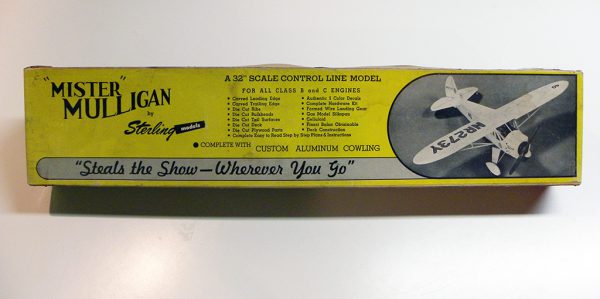 "MISTER"
MULLIGAN
by
Sterling models
A 32" SCALE CONTROL LINE MODEL
FOR ALL CLASS B and C ENGINES
• Carved Leading Edge
• Carved Trailing Edge
• Die Cut Ribs
• Die Cut Bulkheads
• Die Cut Tail Surfaces
• Die Cut Deck
• Die Cut Plywood Parts
• Authentic 2 Color Decals
• Complete Hardware Kit
• Formed Wire Landing Gear
• Gas Model Silkspan
• Celluloid
• Finest Balsa Obtainable
• Deck Construction
• Complete Easy to Read Step by Step Plans & Instructions
• COMPLETE WITH CUSTOM ALUMINUM COWLING
"Steals the Show—Wherever You Go"
NR273Y